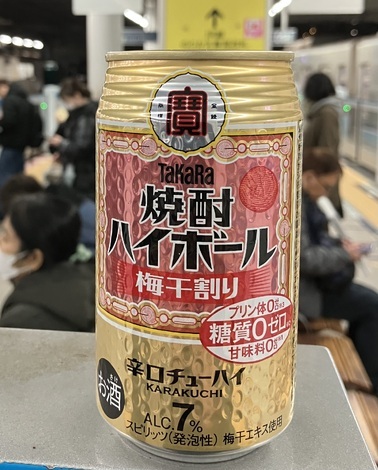 寶
TaKaRa
焼酎
ハイボール
梅干割り
プリン体0
糖質0ゼロ
甘味料0
辛口チューハイ
KARAKUCHI
お酒
ALC.7%
スピリッツ(発泡性) 梅干エキス使用